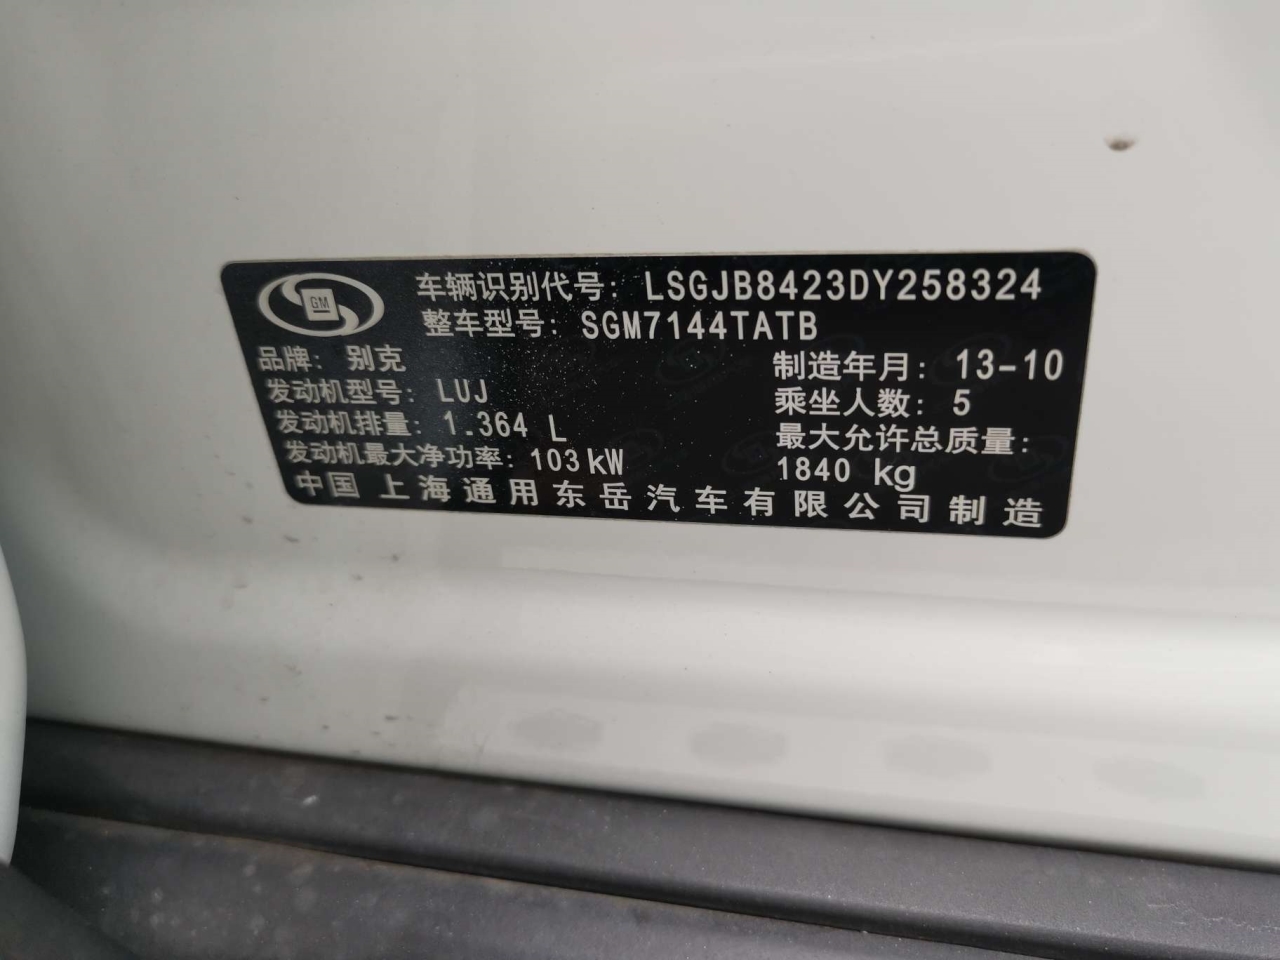 GM
车辆识别代号: LSGJB8423DY258324
整车型号: SGM7144TATB
品牌: 别克
制造年月: 13-10
发动机型号: LUJ
乘坐人数: 5
发动机排量: 1.364 L
最大允许总质量:
1840 kg
发动机最大净功率: 103kW
中国 上海通用东岳汽车有限公司制造